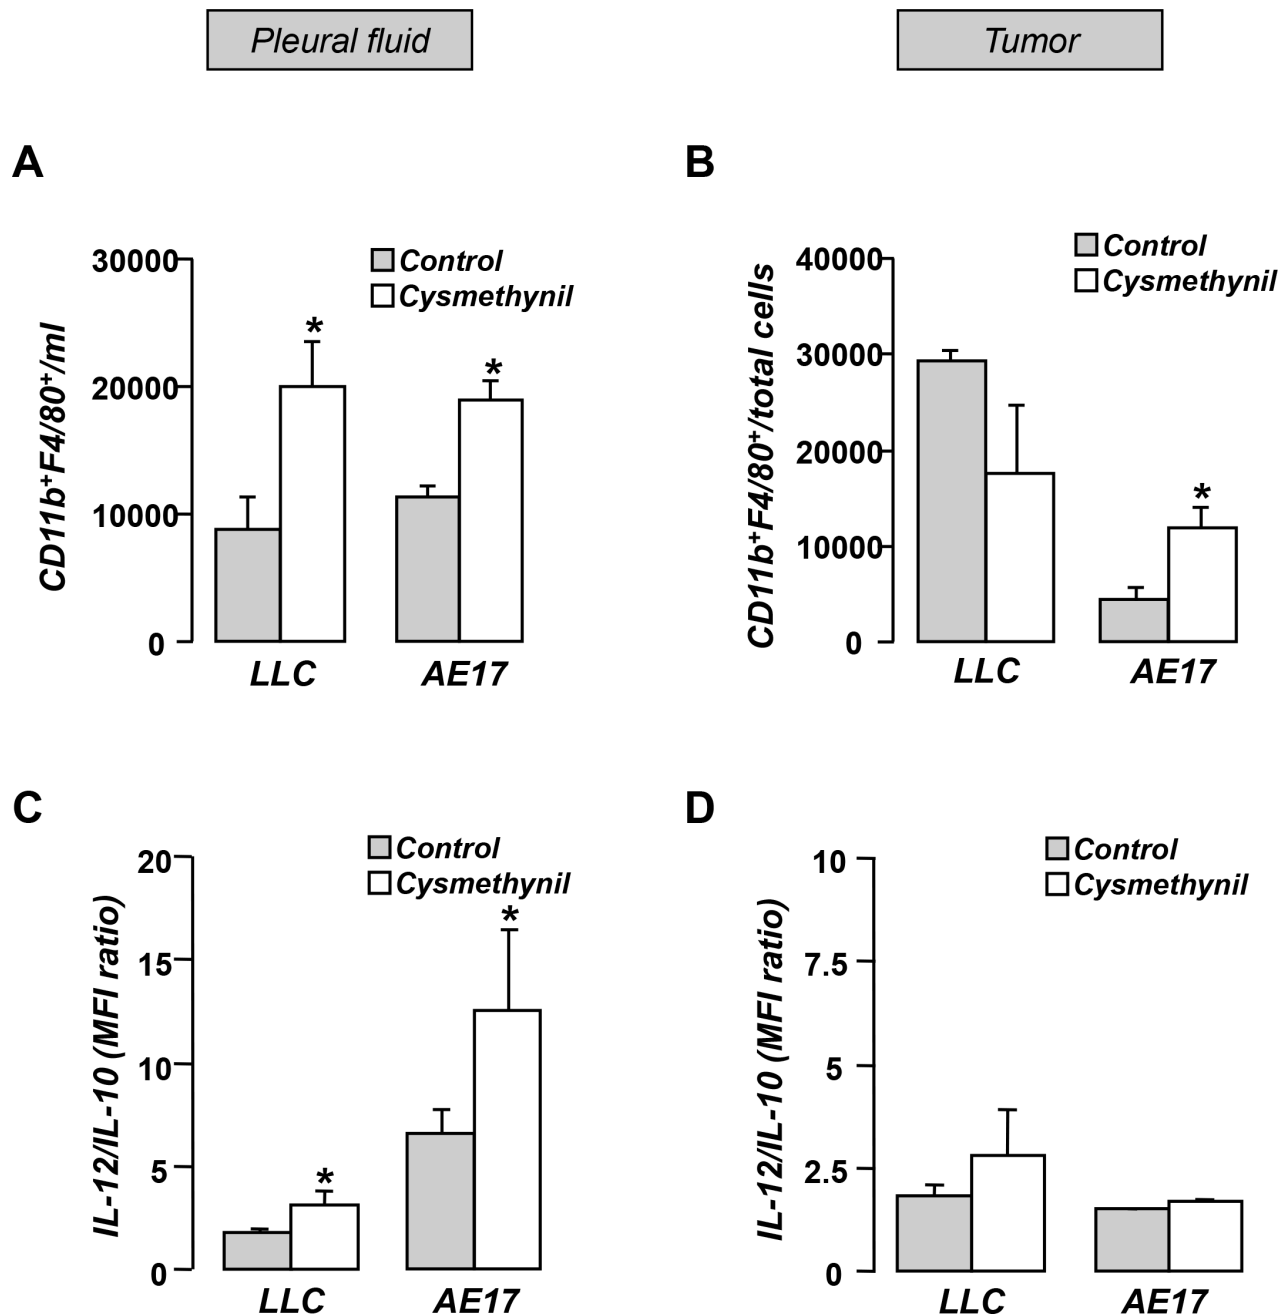 Pleural fluid
Tumor
A
B
CD11b⁺F4/80⁺/ml
30000
20000
10000
0
Control
Cysmethynil
*
*
LLC
AE17
CD11b⁺F4/80⁺/total cells
40000
30000
20000
10000
0
Control
Cysmethynil
*
LLC
AE17
C
D
IL-12/IL-10 (MFI ratio)
20
15
10
5
0
Control
Cysmethynil
*
*
LLC
AE17
IL-12/IL-10 (MFI ratio)
10
7.5
5
2.5
0
Control
Cysmethynil
LLC
AE17